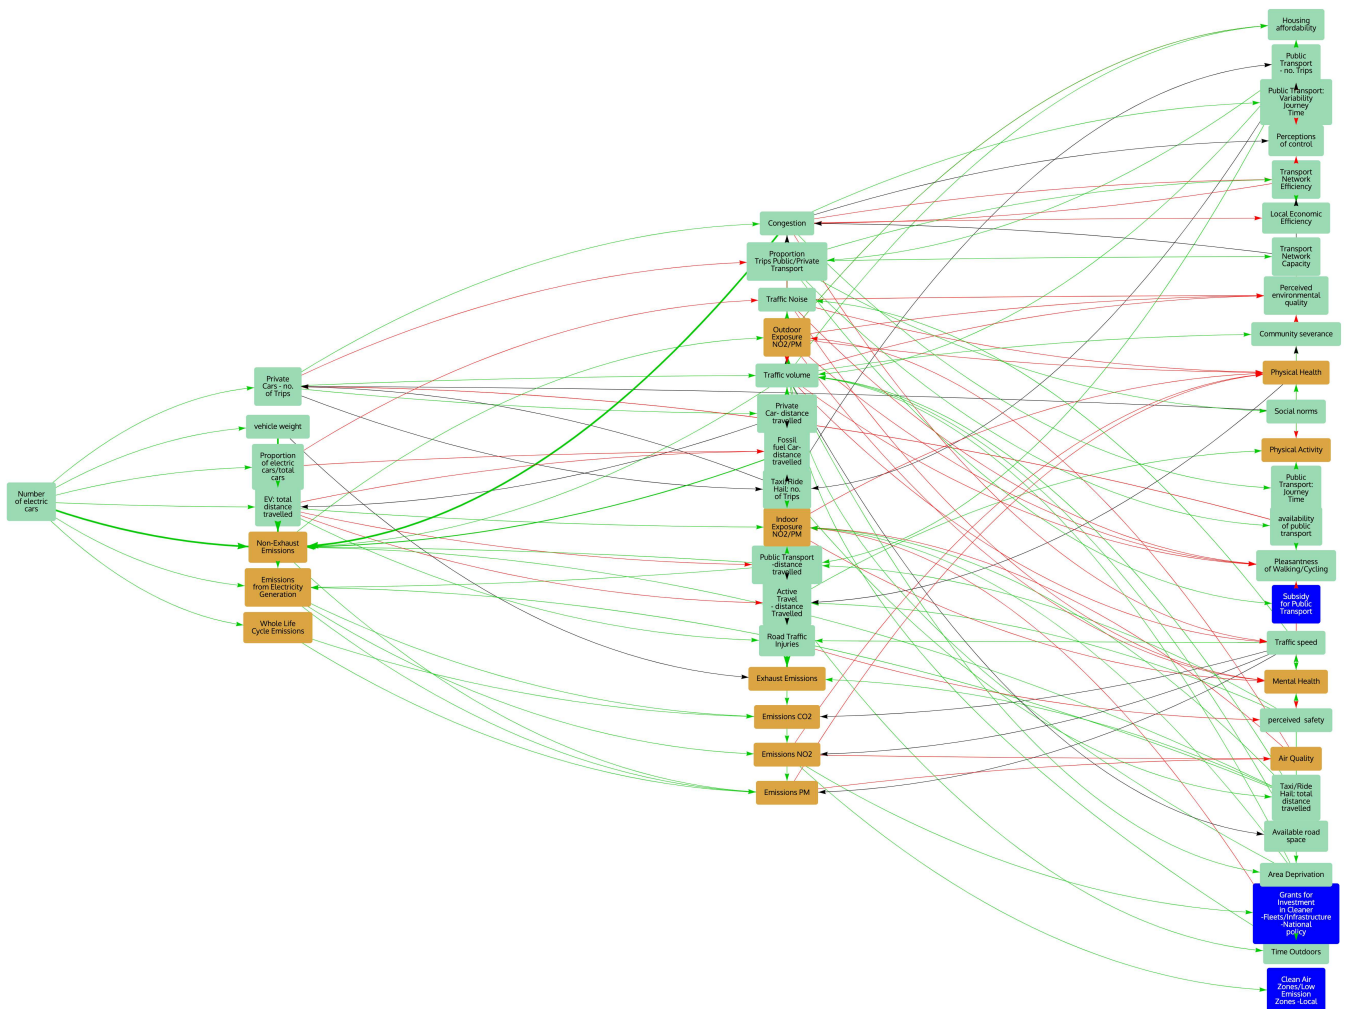 Number
of electric
cars
Private
Cars - no.
of Trips
vehicle weight
Proportion
of electric
cars/total
cars
EV: total
distance
travelled
Non-Exhaust
Emissions
Emissions
from Electricity
Generation
Whole Life
Cycle Emissions
Congestion
Proportion
Trips Public/Private
Transport
Traffic Noise
Outdoor
Exposure
NO2/PM
Traffic volume
Private
Car- distance
travelled
Fossil
fuel Car-
distance
travelled
Taxi/Ride
Hail: no.
of Trips
Indoor
Exposure
NO2/PM
Public Transport
-distance
travelled
Active
Travel
- distance
Travelled
Road Traffic
Injuries
Exhaust Emissions
Emissions CO2
Emissions NO2
Emissions PM
Housing
affordability
Public
Transport
- no. Trips
Public Transport:
Variability
Journey
Time
Perceptions
of control
Transport
Network
Efficiency
Local Economic
Efficiency
Transport
Network
Capacity
Perceived
environmental
quality
Community severance
Physical Health
Social norms
Physical Activity
Public
Transport:
Journey
Time
availability
of public
transport
Pleasantness
of Walking/Cycling
Subsidy
for Public
Transport
Traffic speed
Mental Health
perceived  safety
Air Quality
Taxi/Ride
Hail: total
distance
travelled
Available road
space
Area Deprivation
Grants for
Investment
in Cleaner
-Fleets/Infrastructure
-National
policy
Time Outdoors
Clean Air
Zones/Low
Emission
Zones -Local